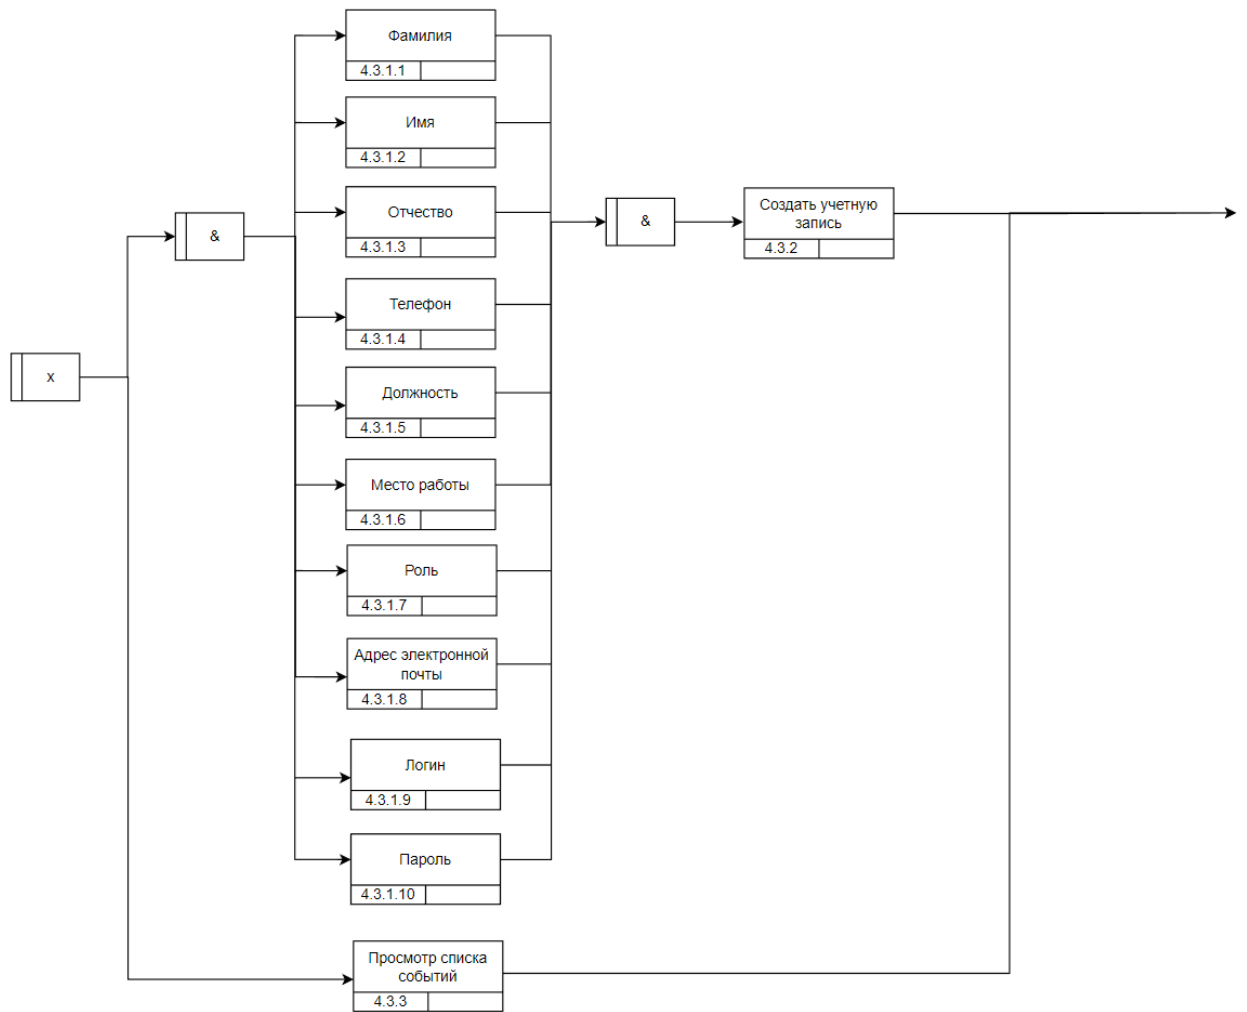 Фамилия
4.3.1.1
Имя
4.3.1.2
Отчество
4.3.1.3
&
&
Создать учетную
запись
4.3.2
Телефон
4.3.1.4
x
Должность
4.3.1.5
Место работы
4.3.1.6
Роль
4.3.1.7
Адрес электронной
почты
4.3.1.8
Логин
4.3.1.9
Пароль
4.3.1.10
Просмотр списка
событий
4.3.3